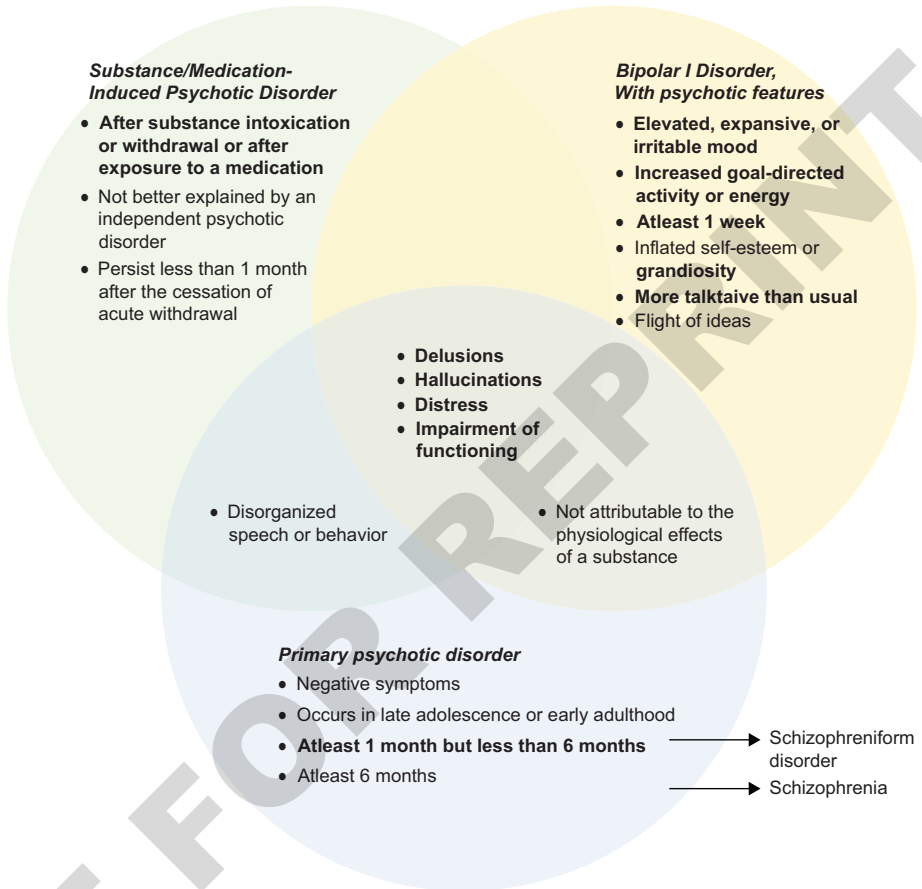 Substance/Medication-
Induced Psychotic Disorder
• After substance intoxication
or withdrawal or after
exposure to a medication
• Not better explained by an
independent psychotic
disorder
• Persist less than 1 month
after the cessation of
acute withdrawal
Bipolar I Disorder,
With psychotic features
• Elevated, expansive, or
irritable mood
• Increased goal-directed
activity or energy
• Atleast 1 week
• Inflated self-esteem or
grandiosity
• More talktaive than usual
• Flight of ideas
• Delusions
• Hallucinations
• Distress
• Impairment of
functioning
• Disorganized
speech or behavior
• Not attributable to the
physiological effects
of a substance
Primary psychotic disorder
• Negative symptoms
• Occurs in late adolescence or early adulthood
• Atleast 1 month but less than 6 months
• Atleast 6 months
Schizophreniform
disorder
Schizophrenia
FOR REPRINT